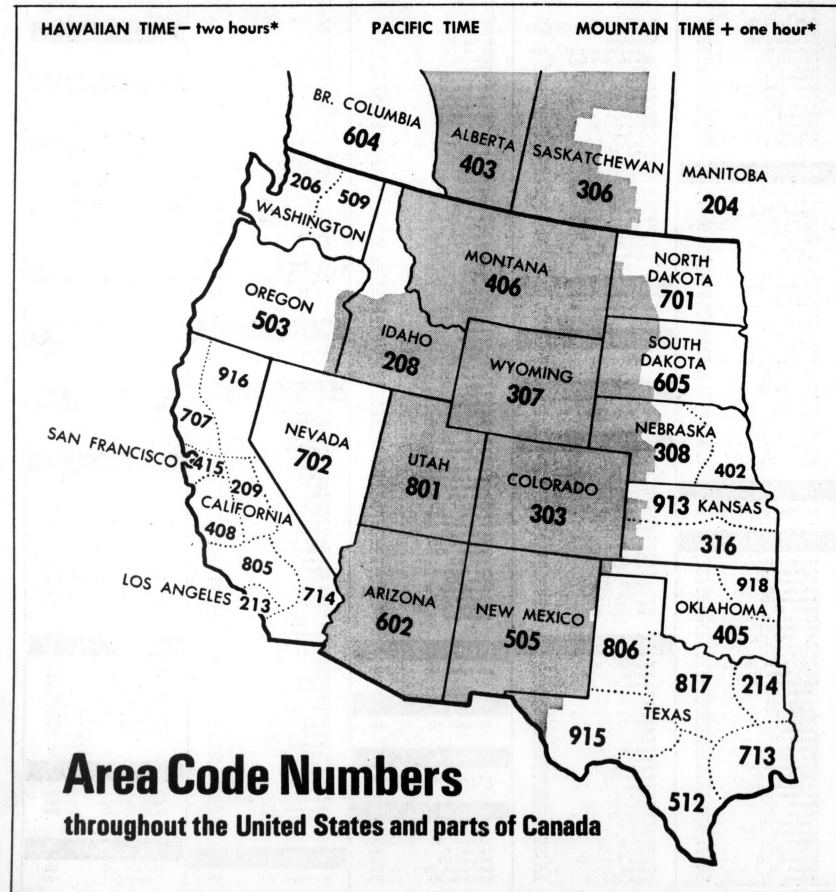 HAWAIIAN TIME – two hours*
PACIFIC TIME
MOUNTAIN TIME + one hour*
BR. COLUMBIA
604
ALBERTA
403
SASKATCHEWAN
306
MANITOBA
204
206
509
WASHINGTON
MONTANA
406
NORTH
DAKOTA
701
OREGON
503
IDAHO
208
WYOMING
307
SOUTH
DAKOTA
605
916
707
NEVADA
702
UTAH
801
COLORADO
303
NEBRASKA
308
402
SAN FRANCISCO
415
209
CALIFORNIA
408
805
913 KANSAS
316
LOS ANGELES 213
714
ARIZONA
602
NEW MEXICO
505
918
OKLAHOMA
405
806
817
214
TEXAS
915
713
512
Area Code Numbers
throughout the United States and parts of Canada